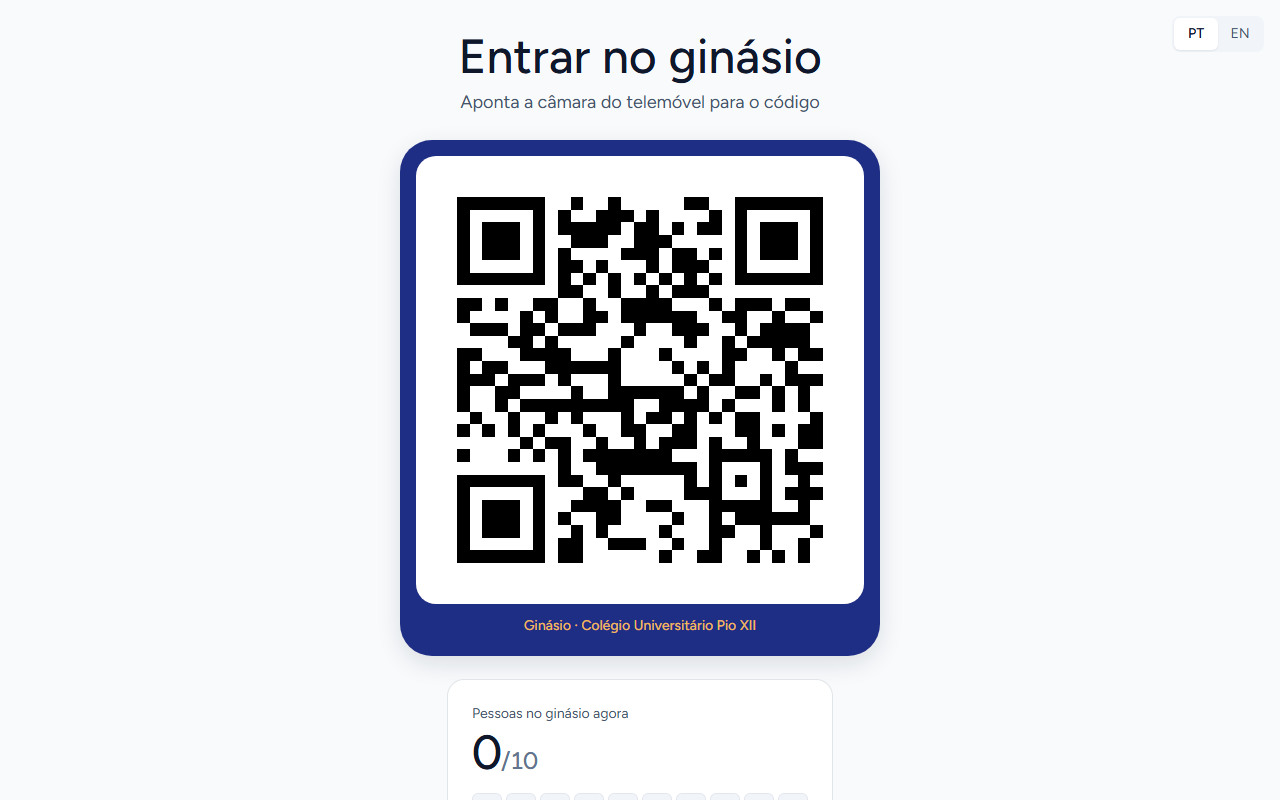 PT EN
Entrar no ginásio
Aponta a câmara do telemóvel para o código
Ginásio · Colégio Universitário Pio XII
Pessoas no ginásio agora
0/10